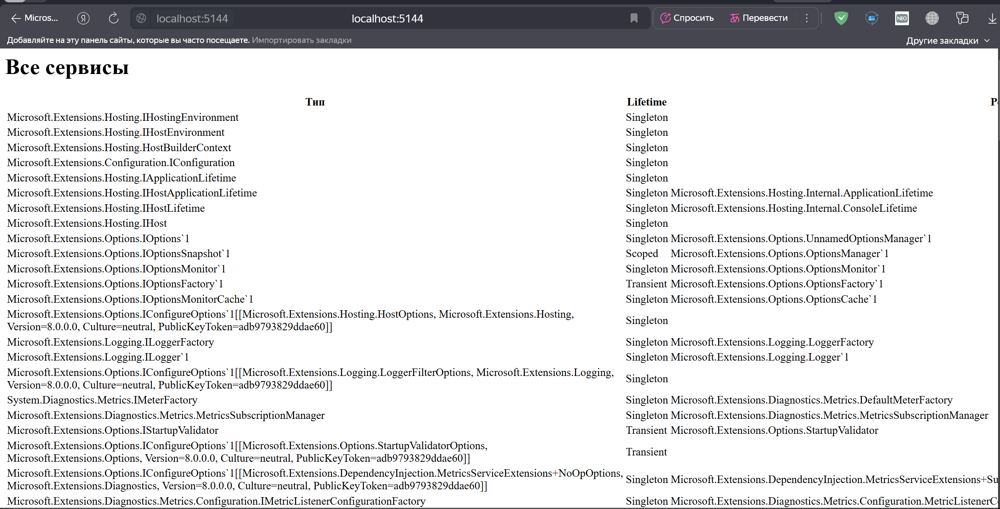 Micros...
Я
localhost:5144
localhost:5144
Спросить
Перевести
NEO
Добавляйте на эту панель сайты, которые вы часто посещаете. Импортировать закладки
Другие закладки
Все сервисы
Тип Lifetime
Microsoft.Extensions.Hosting.IHostingEnvironment Singleton
Microsoft.Extensions.Hosting.IHostEnvironment Singleton
Microsoft.Extensions.Hosting.HostBuilderContext Singleton
Microsoft.Extensions.Configuration.IConfiguration Singleton
Microsoft.Extensions.Hosting.IApplicationLifetime Singleton
Microsoft.Extensions.Hosting.IHostApplicationLifetime Singleton Microsoft.Extensions.Hosting.Internal.ApplicationLifetime
Microsoft.Extensions.Hosting.IHostLifetime Singleton Microsoft.Extensions.Hosting.Internal.ConsoleLifetime
Microsoft.Extensions.Hosting.IHost Singleton
Microsoft.Extensions.Options.IOptions`1 Singleton Microsoft.Extensions.Options.UnnamedOptionsManager`1
Microsoft.Extensions.Options.IOptionsSnapshot`1 Scoped Microsoft.Extensions.Options.OptionsManager`1
Microsoft.Extensions.Options.IOptionsMonitor`1 Singleton Microsoft.Extensions.Options.OptionsMonitor`1
Microsoft.Extensions.Options.IOptionsFactory`1 Transient Microsoft.Extensions.Options.OptionsFactory`1
Microsoft.Extensions.Options.IOptionsMonitorCache`1 Singleton Microsoft.Extensions.Options.OptionsCache`1
Microsoft.Extensions.Options.IConfigureOptions`1[[Microsoft.Extensions.Hosting.HostOptions, Microsoft.Extensions.Hosting,
Version=8.0.0.0, Culture=neutral, PublicKeyToken=adb9793829ddae60]]
Singleton
Microsoft.Extensions.Logging.ILoggerFactory Singleton Microsoft.Extensions.Logging.LoggerFactory
Microsoft.Extensions.Logging.ILogger`1 Singleton Microsoft.Extensions.Logging.Logger`1
Microsoft.Extensions.Options.IConfigureOptions`1[[Microsoft.Extensions.Logging.LoggerFilterOptions, Microsoft.Extensions.Logging,
Version=8.0.0.0, Culture=neutral, PublicKeyToken=adb9793829ddae60]]
Singleton
System.Diagnostics.Metrics.IMeterFactory Singleton Microsoft.Extensions.Diagnostics.Metrics.DefaultMeterFactory
Microsoft.Extensions.Diagnostics.Metrics.MetricsSubscriptionManager Singleton Microsoft.Extensions.Diagnostics.Metrics.MetricsSubscriptionManager
Microsoft.Extensions.Options.IStartupValidator Transient Microsoft.Extensions.Options.StartupValidator
Microsoft.Extensions.Options.IConfigureOptions`1[[Microsoft.Extensions.Options.StartupValidatorOptions,
Microsoft.Extensions.Options, Version=8.0.0.0, Culture=neutral, PublicKeyToken=adb9793829ddae60]]
Transient
Microsoft.Extensions.Options.IConfigureOptions`1[[Microsoft.Extensions.DependencyInjection.MetricsServiceExtensions+NoOpOptions,
Microsoft.Extensions.Diagnostics, Version=8.0.0.0, Culture=neutral, PublicKeyToken=adb9793829ddae60]]
Singleton Microsoft.Extensions.DependencyInjection.MetricsServiceExtensions+Su
Microsoft.Extensions.Diagnostics.Metrics.Configuration.IMetricListenerConfigurationFactory Singleton Microsoft.Extensions.Diagnostics.Metrics.Configuration.MetricListenerC